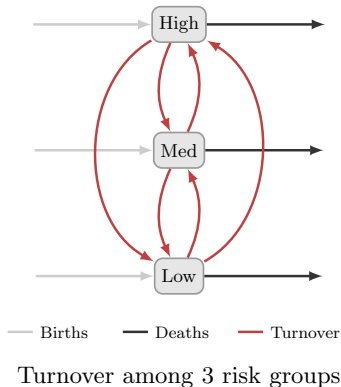 High
Med
Low
Births Deaths Turnover
Turnover among 3 risk groups